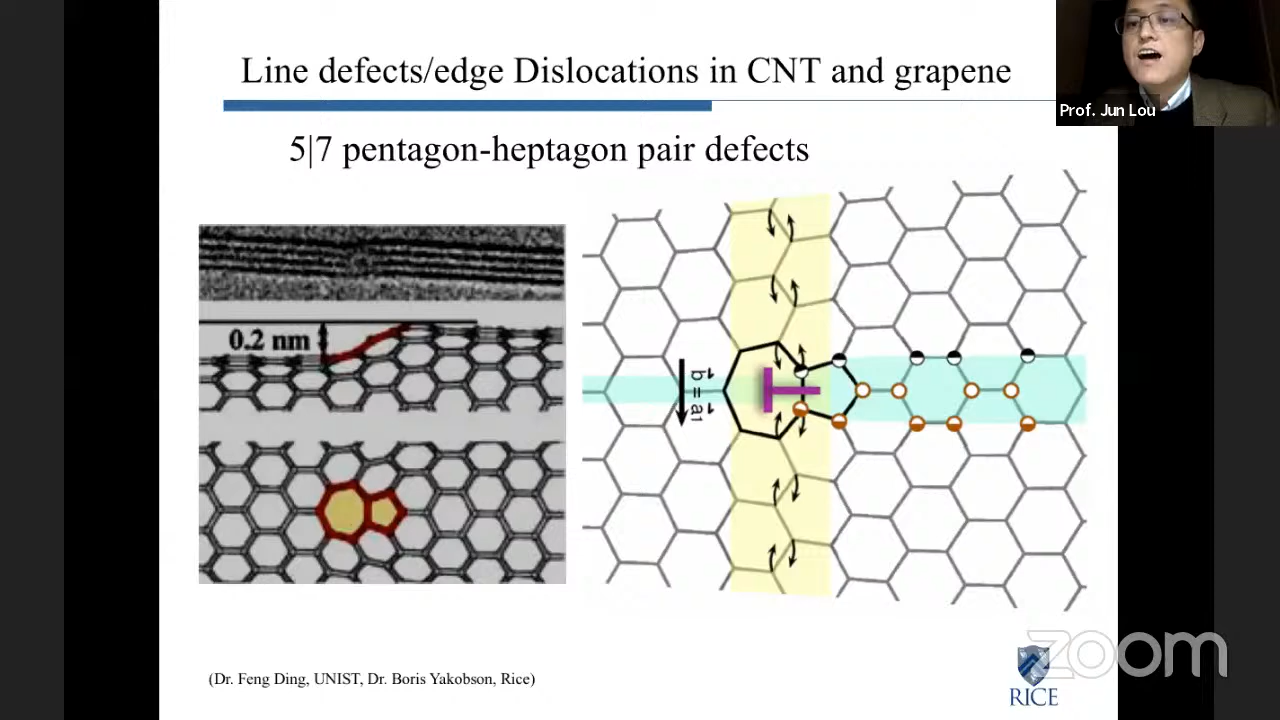 Line defects/edge Dislocations in CNT and grapene
Prof. Jun Lou
5|7 pentagon-heptagon pair defects
0.2 nm
b = a1
(Dr. Feng Ding, UNIST, Dr. Boris Yakobson, Rice)
zoom
RICE